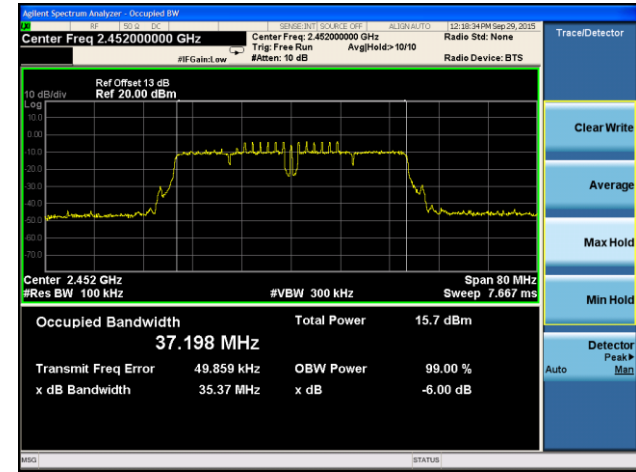 Agilent Spectrum Analyzer - Occupied BW
RF 50 Ω DC SENSE:INT SOURCE OFF ALIGN AUTO 12:18:34 PM Sep 29, 2015
Center Freq 2.452000000 GHz
Center Freq: 2.452000000 GHz
Radio Std: None
Trig: Free Run Avg|Hold:> 10/10
#IFGain:Low
#Atten: 10 dB
Radio Device: BTS
Trace/Detector
Ref Offset 13 dB
10 dB/div Ref 20.00 dBm
Log
10.0
0.00
-10.0
-20.0
-30.0
-40.0
-50.0
-60.0
-70.0
Center 2.452 GHz
Span 80 MHz
#Res BW 100 kHz
#VBW 300 kHz
Sweep 7.667 ms
Occupied Bandwidth
37.198 MHz
Total Power 15.7 dBm
Transmit Freq Error 49.859 kHz
OBW Power 99.00 %
x dB Bandwidth 35.37 MHz
x dB -6.00 dB
Clear Write
Average
Max Hold
Min Hold
Detector
Peak▶
Auto Man
MSG
STATUS